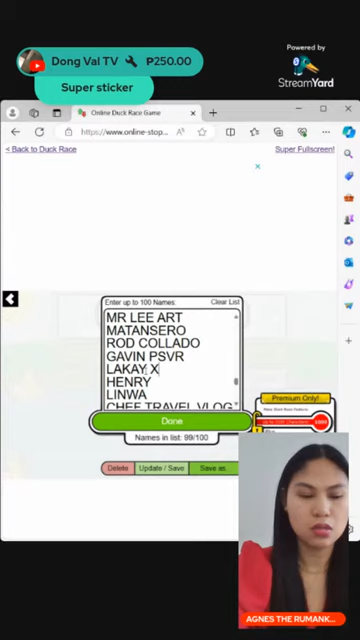 Dong Val TV ₱250.00
Super sticker
Powered by
StreamYard
Online Duck Race Game
https://www.online-stop...
< Back to Duck Race
Super Fullscreen!
Enter up to 100 Names:
Clear List
MR LEE ART
MATANSERO
ROD COLLADO
GAVIN PSVR
LAKAY X
HENRY
LINWA
CHEF TRAVEL VLOG
Done
Premium Only!
1000
Names in list: 99/100
Delete
Update / Save
Save as.
AGNES THE RUMANK...